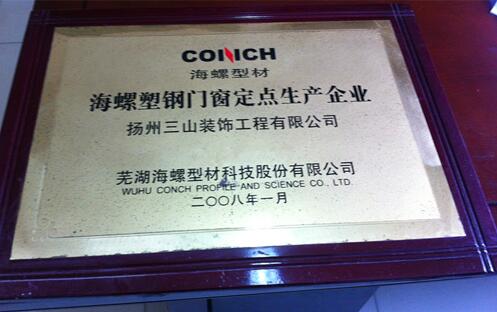 CONCH
海螺型材
海螺塑钢门窗定点生产企业
扬州三山装饰工程有限公司
芜湖海螺型材科技股份有限公司
WUHU CONCH PROFILE AND SCIENCE CO., LTD.
二〇〇八年一月